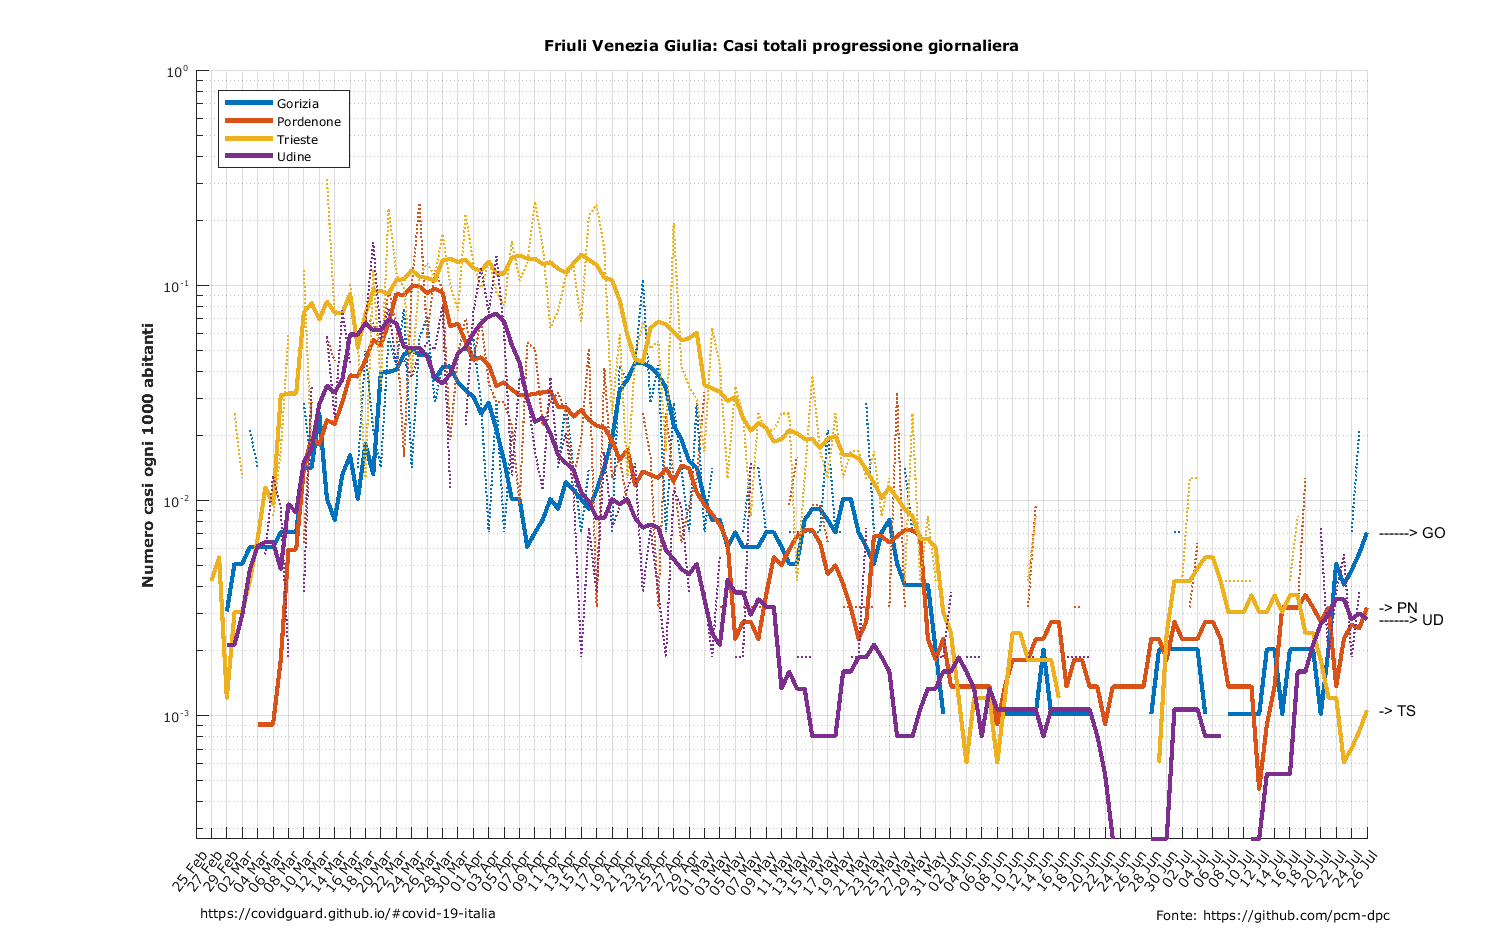 Friuli Venezia Giulia: Casi totali progressione giornaliera
10^0
Gorizia
Pordenone
Trieste
Udine
10^-1
10^-2
10^-3
Numero casi ogni 1000 abitanti
------> GO
-> PN
------> UD
-> TS
25 Feb
27 Feb
29 Feb
02 Mar
04 Mar
06 Mar
08 Mar
10 Mar
12 Mar
14 Mar
16 Mar
18 Mar
20 Mar
22 Mar
24 Mar
26 Mar
28 Mar
30 Mar
01 Apr
03 Apr
05 Apr
07 Apr
09 Apr
11 Apr
13 Apr
15 Apr
17 Apr
19 Apr
21 Apr
23 Apr
25 Apr
27 Apr
29 Apr
01 May
03 May
05 May
07 May
09 May
11 May
13 May
15 May
17 May
19 May
21 May
23 May
25 May
27 May
29 May
31 May
02 Jun
04 Jun
06 Jun
08 Jun
10 Jun
12 Jun
14 Jun
16 Jun
18 Jun
20 Jun
22 Jun
24 Jun
26 Jun
28 Jun
30 Jun
02 Jul
04 Jul
06 Jul
08 Jul
10 Jul
12 Jul
14 Jul
16 Jul
18 Jul
20 Jul
22 Jul
24 Jul
26 Jul
https://covidguard.github.io/#covid-19-italia
Fonte: https://github.com/pcm-dpc